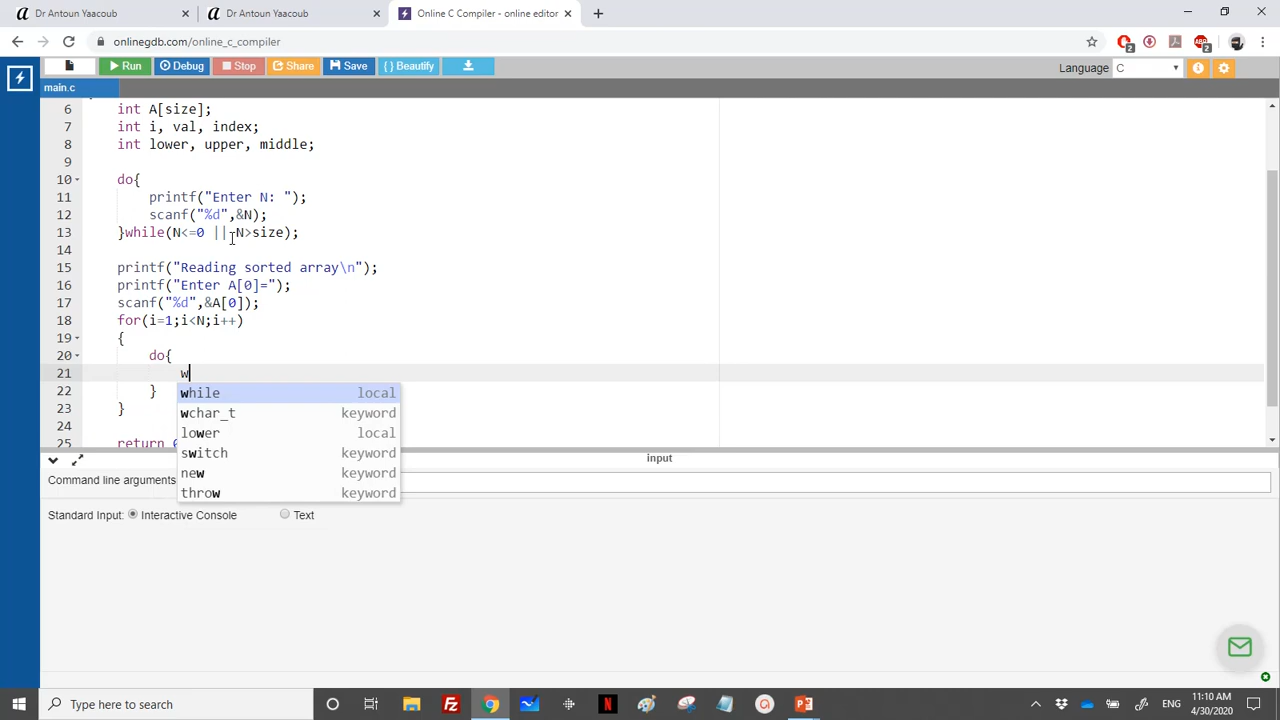 Dr Antoun Yaacoub
Dr Antoun Yaacoub
Online C Compiler - online editor
onlinegdb.com/online_c_compiler
2
2
Run
Debug
Stop
Share
Save
{ } Beautify
Language
C
main.c
6 int A[size];
7 int i, val, index;
8 int lower, upper, middle;
9
10 do{
11 printf("Enter N: ");
12 scanf("%d",&N);
13 }while(N<=0 || N>size);
14
15 printf("Reading sorted array\n");
16 printf("Enter A[0]=");
17 scanf("%d",&A[0]);
18 for(i=1;i<N;i++)
19 {
20 do{
21 w
22 }
23 }
24
25 return 0
while local
wchar_t keyword
lower local
switch keyword
new keyword
throw keyword
input
Command line arguments
Standard Input: Interactive Console Text
Type here to search
ENG
11:10 AM
4/30/2020